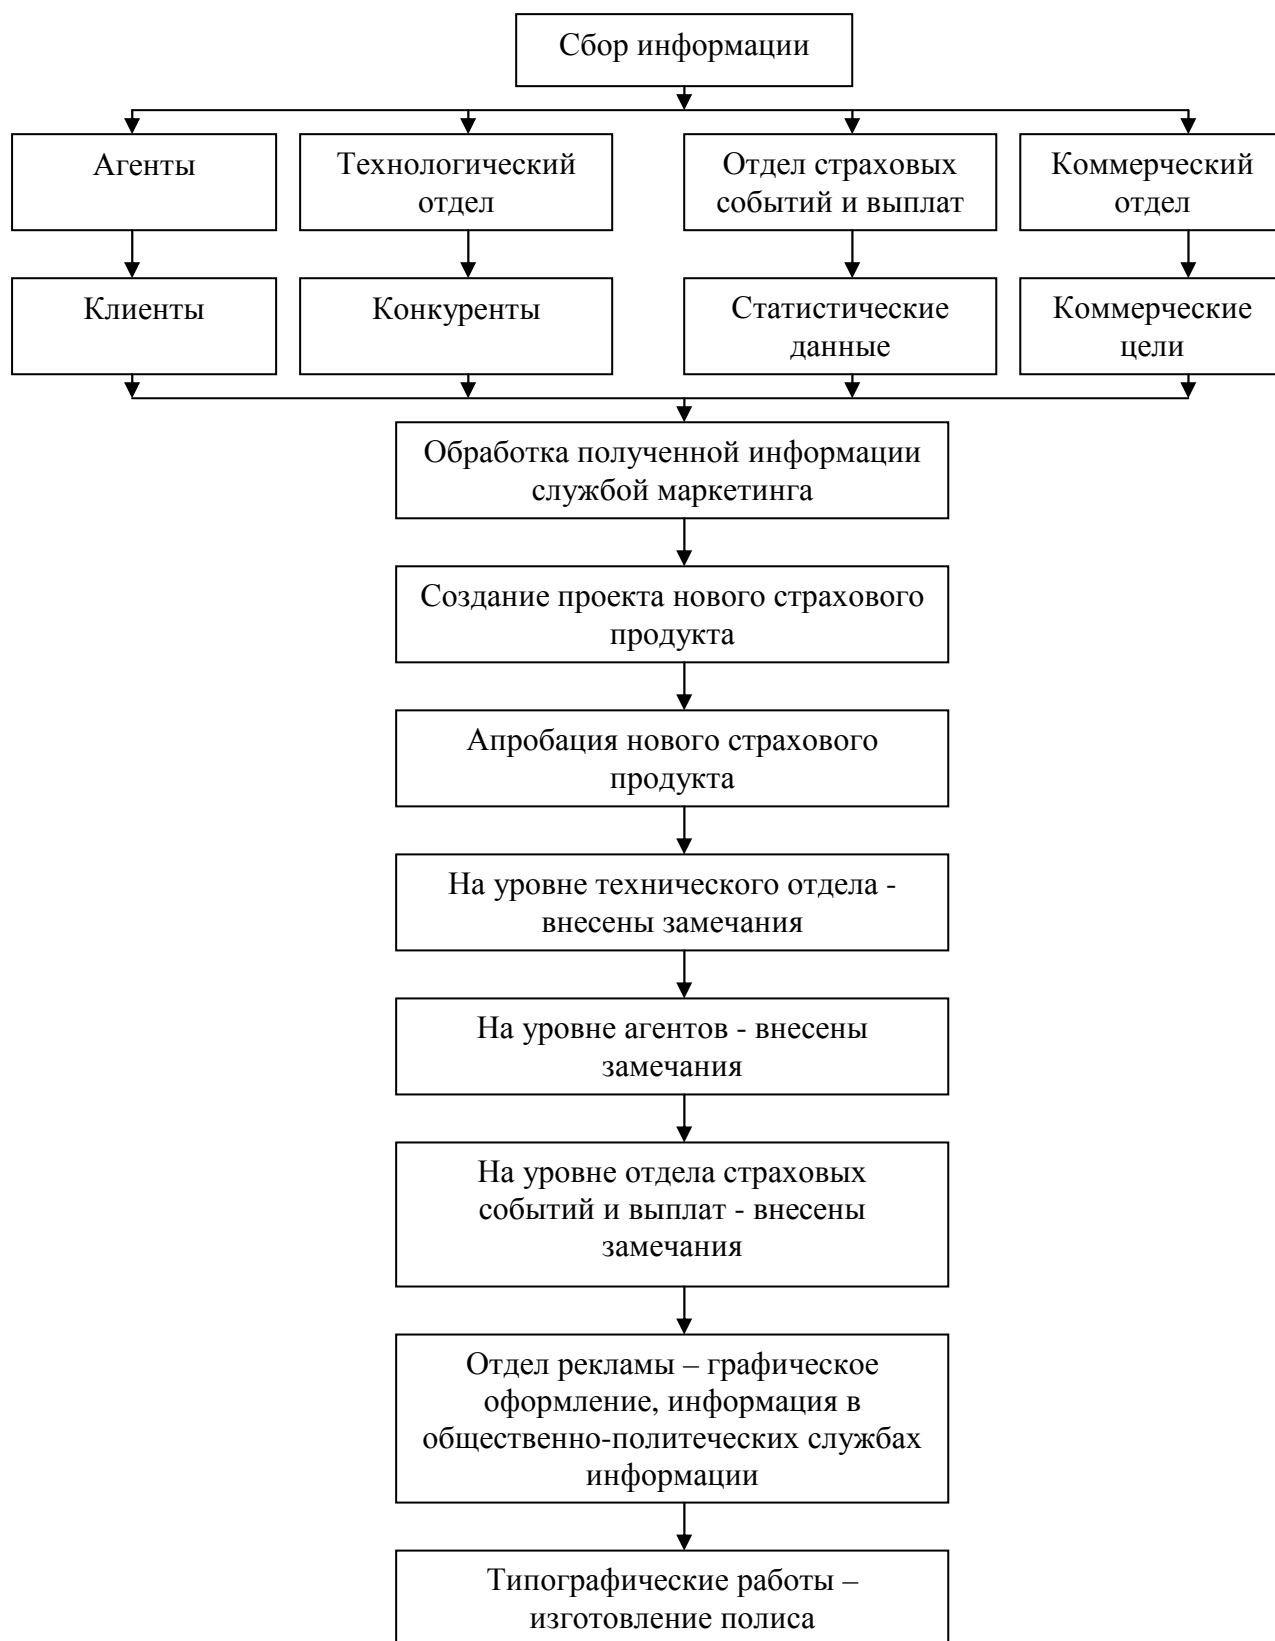 Сбор информации
Агенты
Технологический
отдел
Отдел страховых
событий и выплат
Коммерческий
отдел
Клиенты
Конкуренты
Статистические
данные
Коммерческие
цели
Обработка полученной информации
службой маркетинга
Создание проекта нового страхового
продукта
Апробация нового страхового
продукта
На уровне технического отдела -
внесены замечания
На уровне агентов - внесены
замечания
На уровне отдела страховых
событий и выплат - внесены
замечания
Отдел рекламы – графическое
оформление, информация в
общественно-политеческих службах
информации
Типографические работы –
изготовление полиса